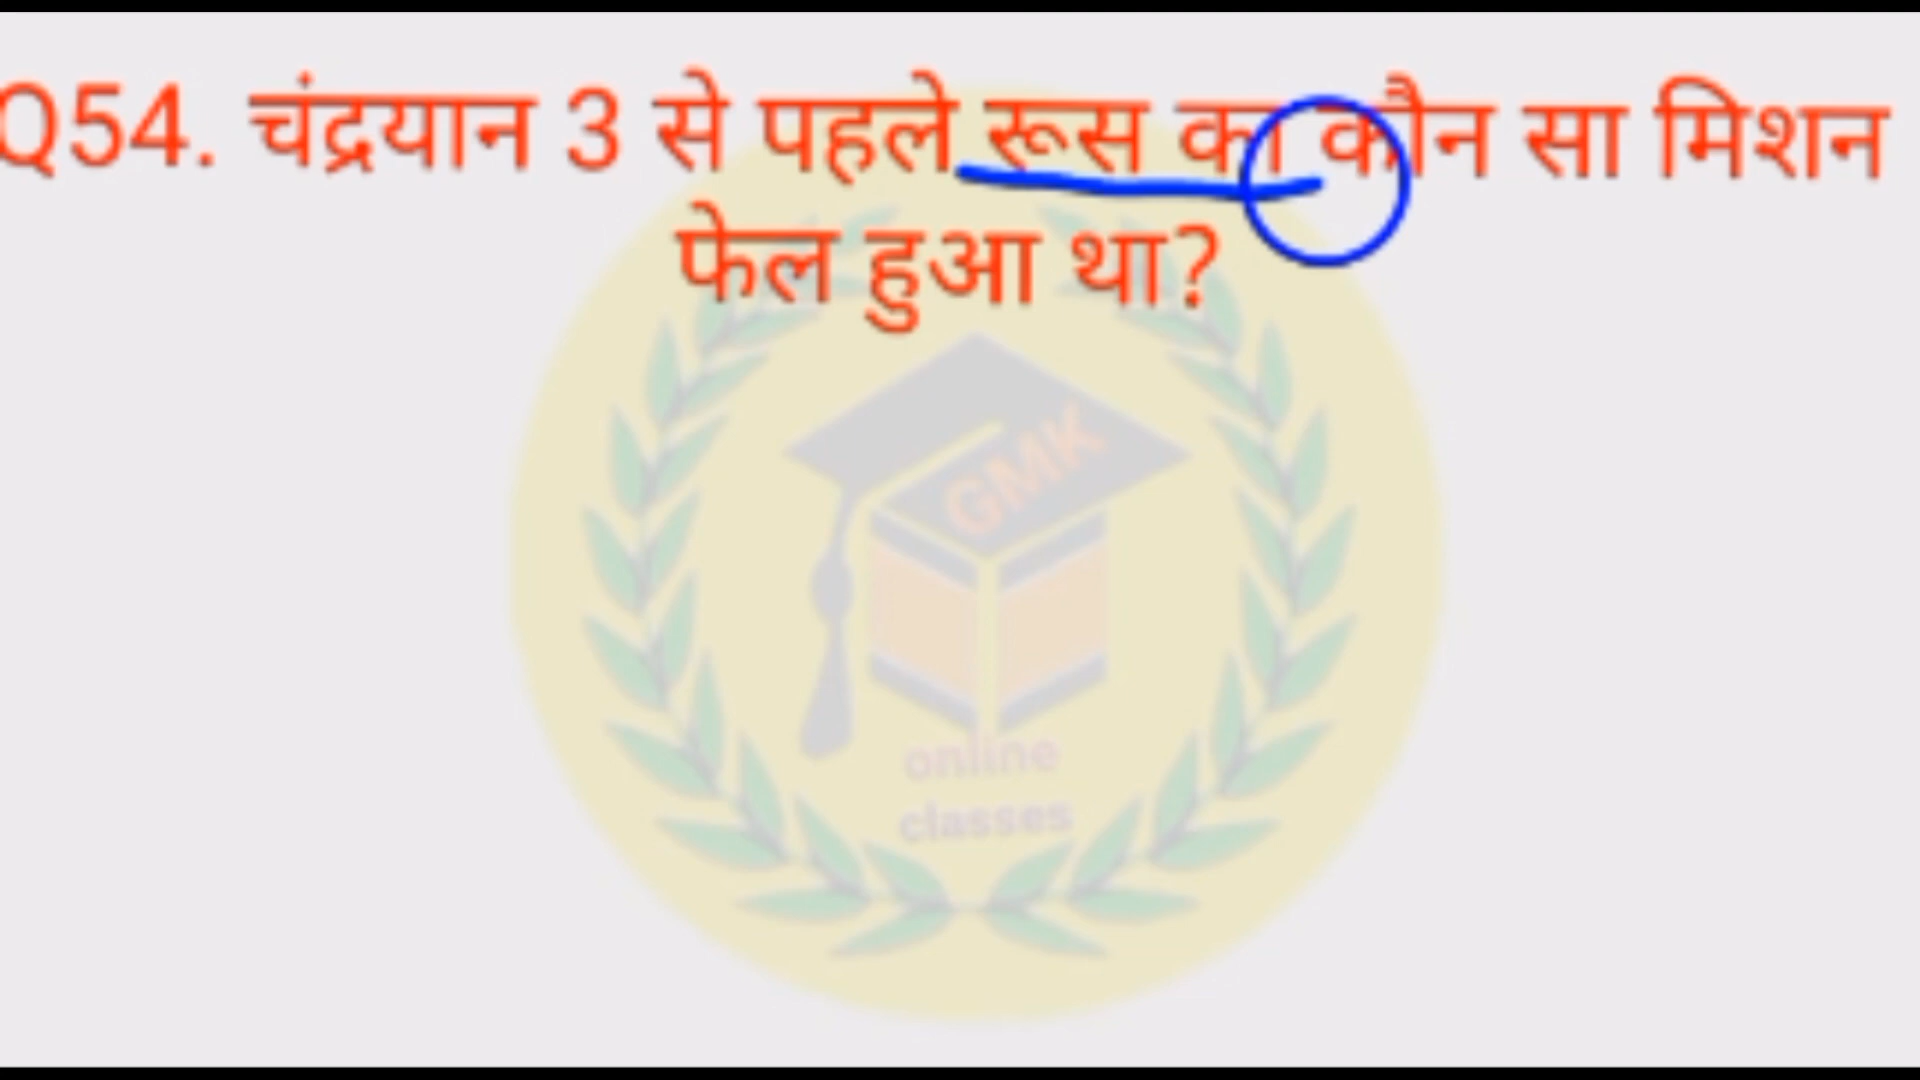 Q54. चंद्रयान 3 से पहले रूस का कौन सा मिशन
फेल हुआ था?
GMK
online
classes